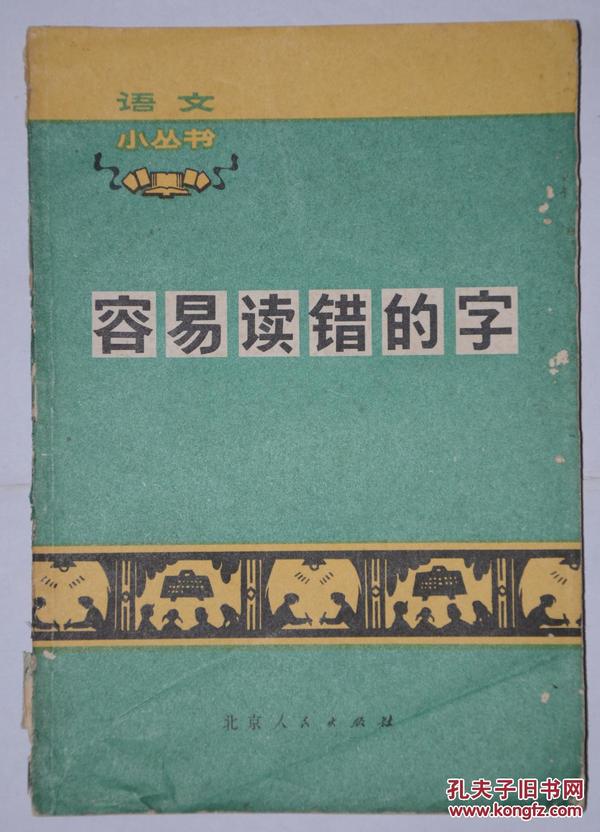 语文
小丛书
容易读错的字
北京人民出版社
孔夫子旧书网
www.kongfz.com